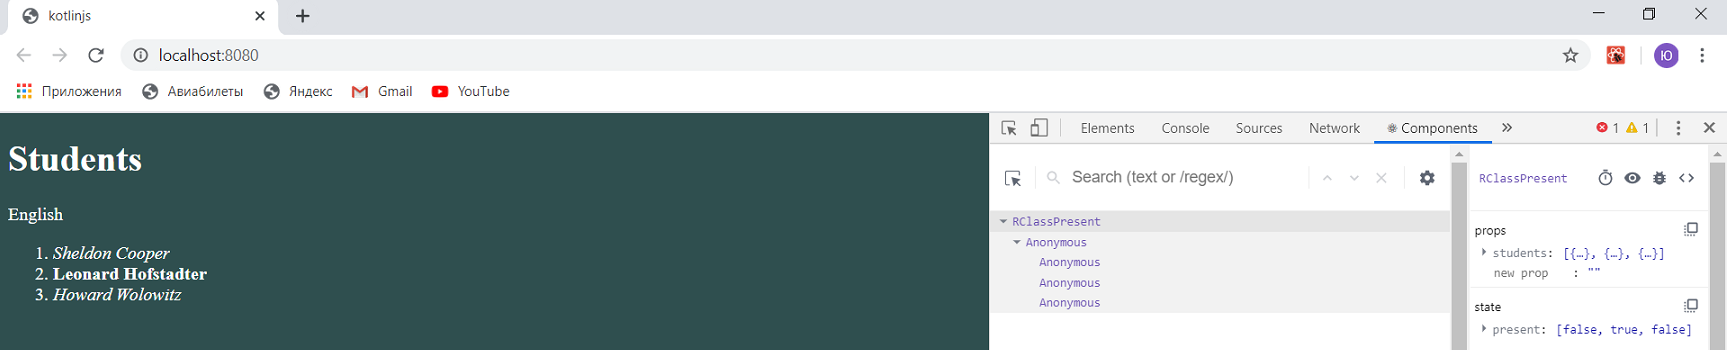 kotlinjs
localhost:8080
Ю
Приложения Авиабилеты Яндекс Gmail YouTube
Students
English
1. Sheldon Cooper
2. Leonard Hofstadter
3. Howard Wolowitz
Elements Console Sources Network Components 1 1
Search (text or /regex/)
RClassPresent
Anonymous
Anonymous
Anonymous
Anonymous
RClassPresent
props
students: [{…}, {…}, {…}]
new prop : ""
state
present: [false, true, false]